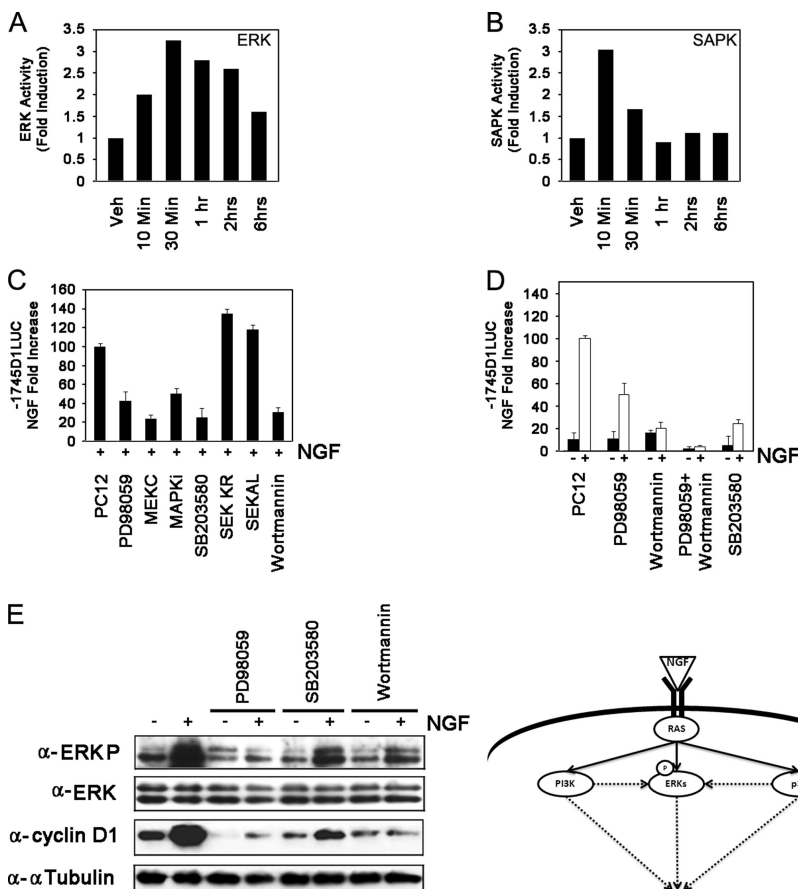 A
ERK
ERK Activity
(Fold Induction)
3.5
3
2.5
2
1.5
1
0.5
0
Veh
10 Min
30 Min
1 hr
2hrs
6hrs
B
SAPK
SAPK Activity
(Fold Induction)
3.5
3
2.5
2
1.5
1
0.5
0
Veh
10 Min
30 Min
1 hr
2hrs
6hrs
C
-1745D1LUC
NGF Fold Increase
160
140
120
100
80
60
40
20
0
+ + + + + + + + NGF
PC12
PD98059
MEKC
MAPKi
SB203580
SEK KR
SEKAL
Wortmannin
D
-1745D1LUC
NGF Fold Increase
140
120
100
80
60
40
20
0
- + - + - + - + - + NGF
PC12
PD98059
Wortmannin
PD98059+
Wortmannin
SB203580
E
PD98059
SB203580
Wortmannin
- + - + - + - + NGF
α-ERKP
α-ERK
α-cyclin D1
α-αTubulin
NGF
RAS
P
PI3K
ERKs